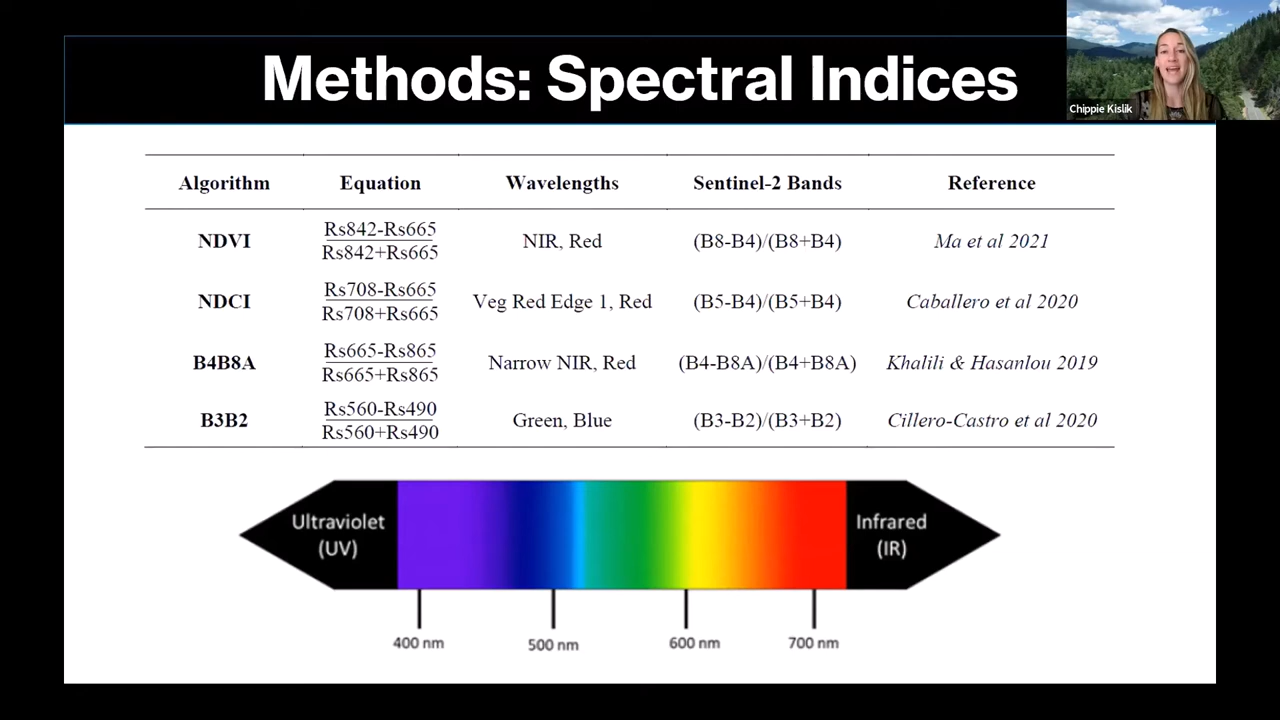 Methods: Spectral Indices
Chippie Kislik
Algorithm Equation Wavelengths Sentinel-2 Bands Reference
Rs842-Rs665
NDVI NIR, Red (B8-B4)/(B8+B4) Ma et al 2021
Rs842+Rs665
Rs708-Rs665
NDCI Veg Red Edge 1, Red (B5-B4)/(B5+B4) Caballero et al 2020
Rs708+Rs665
Rs665-Rs865
B4B8A Narrow NIR, Red (B4-B8A)/(B4+B8A) Khalili & Hasanlou 2019
Rs665+Rs865
Rs560-Rs490
B3B2 Green, Blue (B3-B2)/(B3+B2) Cillero-Castro et al 2020
Rs560+Rs490
Ultraviolet
(UV)
Infrared
(IR)
400 nm 500 nm 600 nm 700 nm